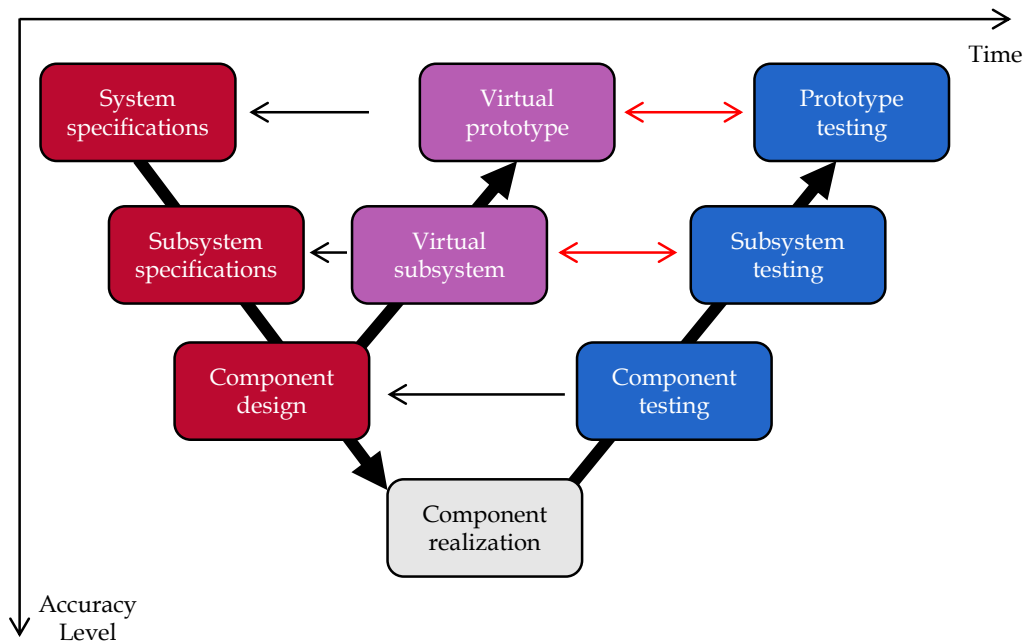 Time
System
specifications
Virtual
prototype
Prototype
testing
Subsystem
specifications
Virtual
subsystem
Subsystem
testing
Component
design
Component
testing
Component
realization
Accuracy
Level